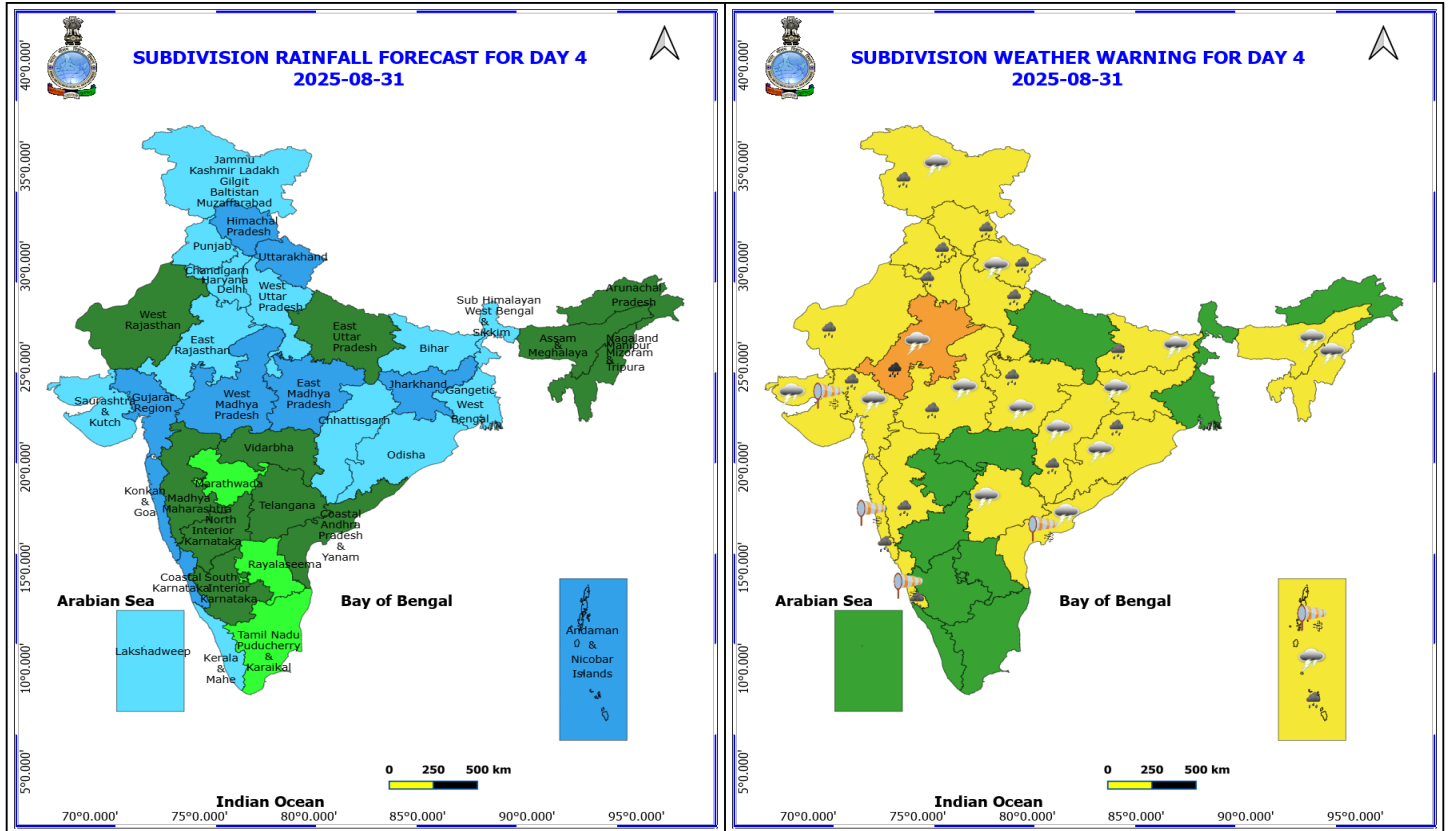 SUBDIVISION RAINFALL FORECAST FOR DAY 4
2025-08-31
40°0.000'
35°0.000'
30°0.000'
25°0.000'
20°0.000'
15°0.000'
10°0.000'
5°0.000'
Jammu
Kashmir Ladakh
Gilgit
Baltistan
Muzaffarabad
Himachal
Pradesh
Punjab
Uttarakhand
Chandigarh
Haryana
Delhi
West
Uttar
Pradesh
West
Rajasthan
East
Rajasthan
East
Uttar
Pradesh
Bihar
Sub Himalayan
West Bengal
&
Sikkim
Arunachal
Pradesh
Assam
&
Meghalaya
Nagaland
Manipur
Mizoram
&
Tripura
Saurashtra
&
Kutch
Gujarat
Region
West
Madhya
Pradesh
East
Madhya
Pradesh
Jharkhand
Gangetic
West
Bengal
Chhattisgarh
Odisha
Vidarbha
Marathwada
Konkan
&
Goa
Madhya
Maharashtra
North
Interior
Karnataka
Telangana
Coastal
Andhra
Pradesh
&
Yanam
Rayalaseema
Coastal
Karnataka
South
Interior
Karnataka
Arabian Sea
Bay of Bengal
Lakshadweep
Tamil Nadu
Puducherry
&
Karaikal
Kerala
&
Mahe
Andaman
&
Nicobar
Islands
0 250 500 km
Indian Ocean
70°0.000' 75°0.000' 80°0.000' 85°0.000' 90°0.000' 95°0.000'
SUBDIVISION WEATHER WARNING FOR DAY 4
2025-08-31
40°0.000'
35°0.000'
30°0.000'
25°0.000'
20°0.000'
15°0.000'
10°0.000'
5°0.000'
Arabian Sea
Bay of Bengal
0 250 500 km
Indian Ocean
70°0.000' 75°0.000' 80°0.000' 85°0.000' 90°0.000' 95°0.000'